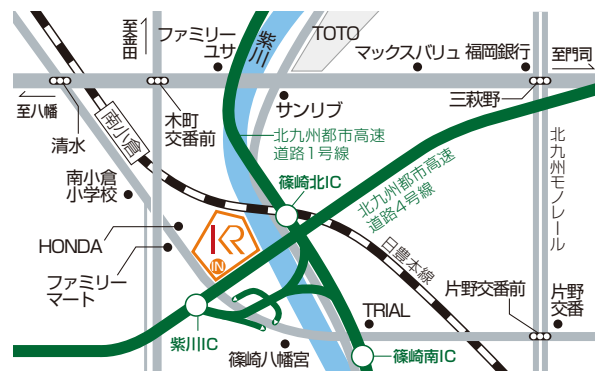 至金田
ファミリー
ユサ
紫川
TOTO
マックスバリュ
福岡銀行
至門司
至八幡
清水
南小倉
木町
交番前
サンリブ
三萩野
北九州都市高速
道路1号線
北九州モノレール
南小倉
小学校
篠崎北IC
北九州都市高速
道路4号線
HONDA
KR
IN
日豊本線
ファミリー
マート
TRIAL
片野交番前
片野
交番
紫川IC
篠崎八幡宮
篠崎南IC